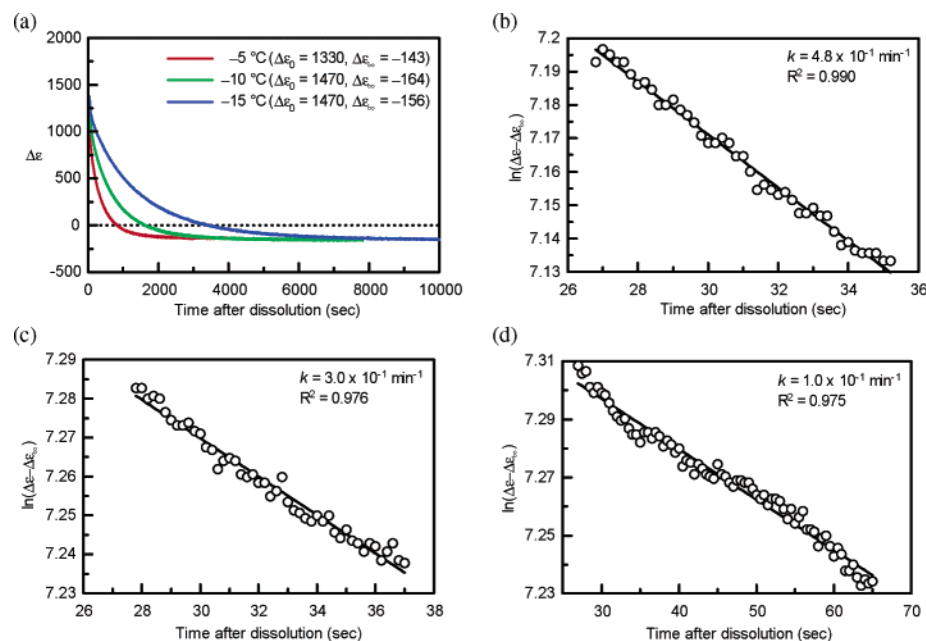 (a)
2000
1500
1000
500
0
-500
Δε
–5 °C (Δε₀ = 1330, Δε∞ = –143)
–10 °C (Δε₀ = 1470, Δε∞ = –164)
–15 °C (Δε₀ = 1470, Δε∞ = –156)
0 2000 4000 6000 8000 10000
Time after dissolution (sec)
(b)
7.2
7.19
7.18
7.17
7.16
7.15
7.14
7.13
ln(Δε–Δε∞)
k = 4.8 x 10⁻¹ min⁻¹
R² = 0.990
26 28 30 32 34 36
Time after dissolution (sec)
(c)
7.29
7.28
7.27
7.26
7.25
7.24
7.23
ln(Δε–Δε∞)
k = 3.0 x 10⁻¹ min⁻¹
R² = 0.976
26 28 30 32 34 36 38
Time after dissolution (sec)
(d)
7.31
7.29
7.27
7.25
7.23
ln(Δε–Δε∞)
k = 1.0 x 10⁻¹ min⁻¹
R² = 0.975
30 40 50 60 70
Time after dissolution (sec)